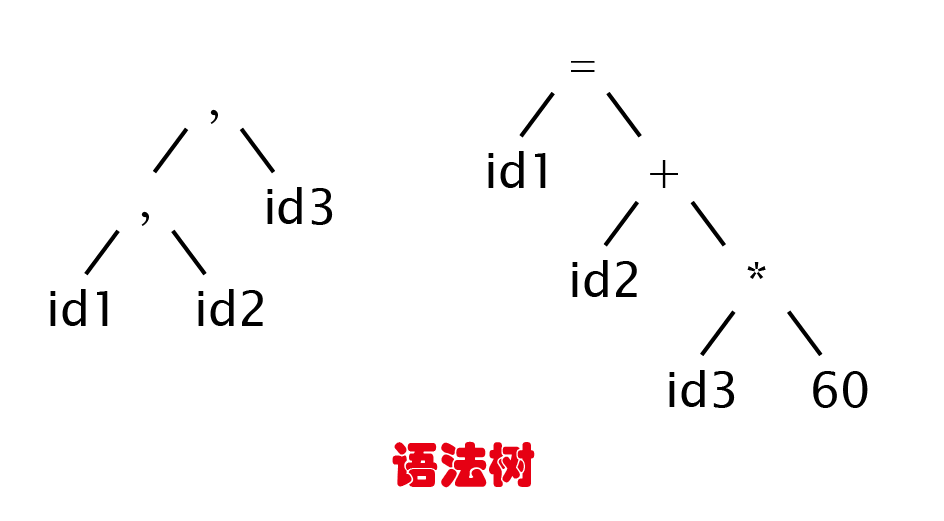 =
,
id1
+
id3
,
id2
*
id1 id2
id3 60
语法树